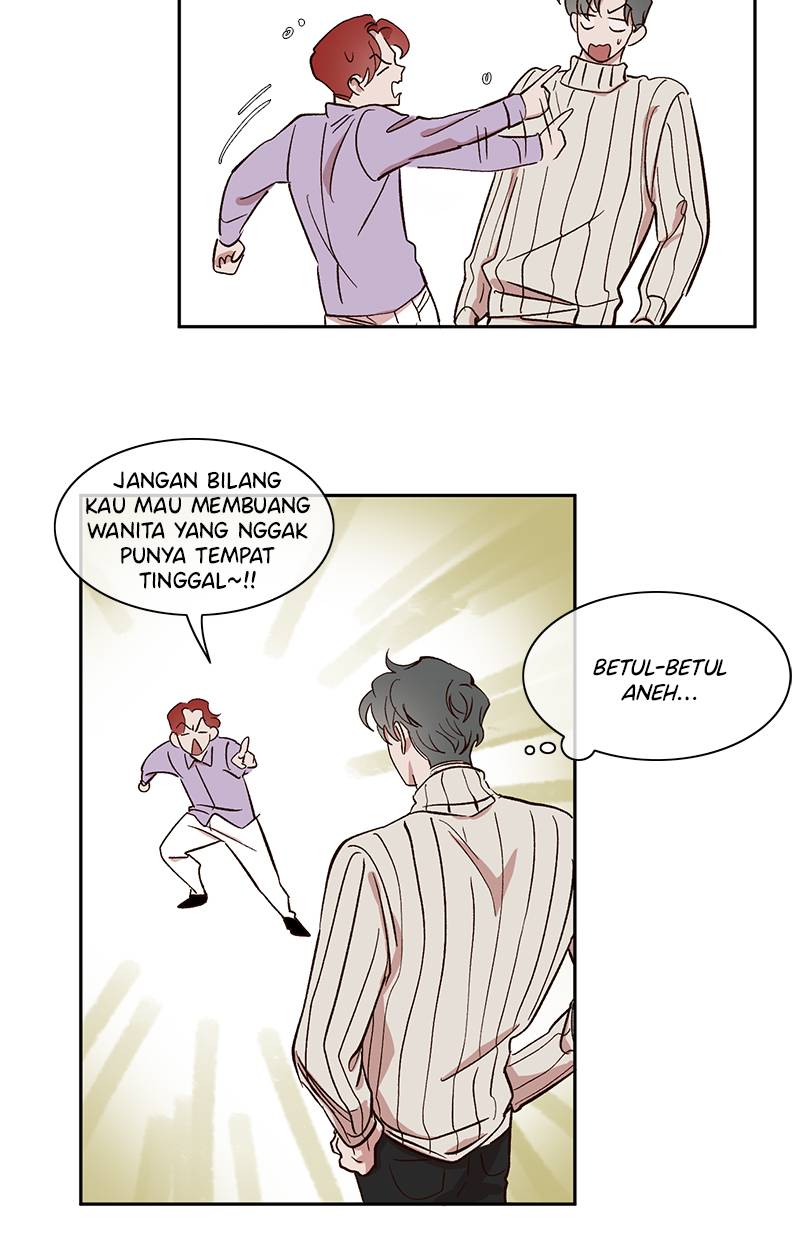 JANGAN BILANG
KAU MAU MEMBUANG
WANITA YANG NGGAK
PUNYA TEMPAT
TINGGAL~!!
BETUL-BETUL
ANEH...